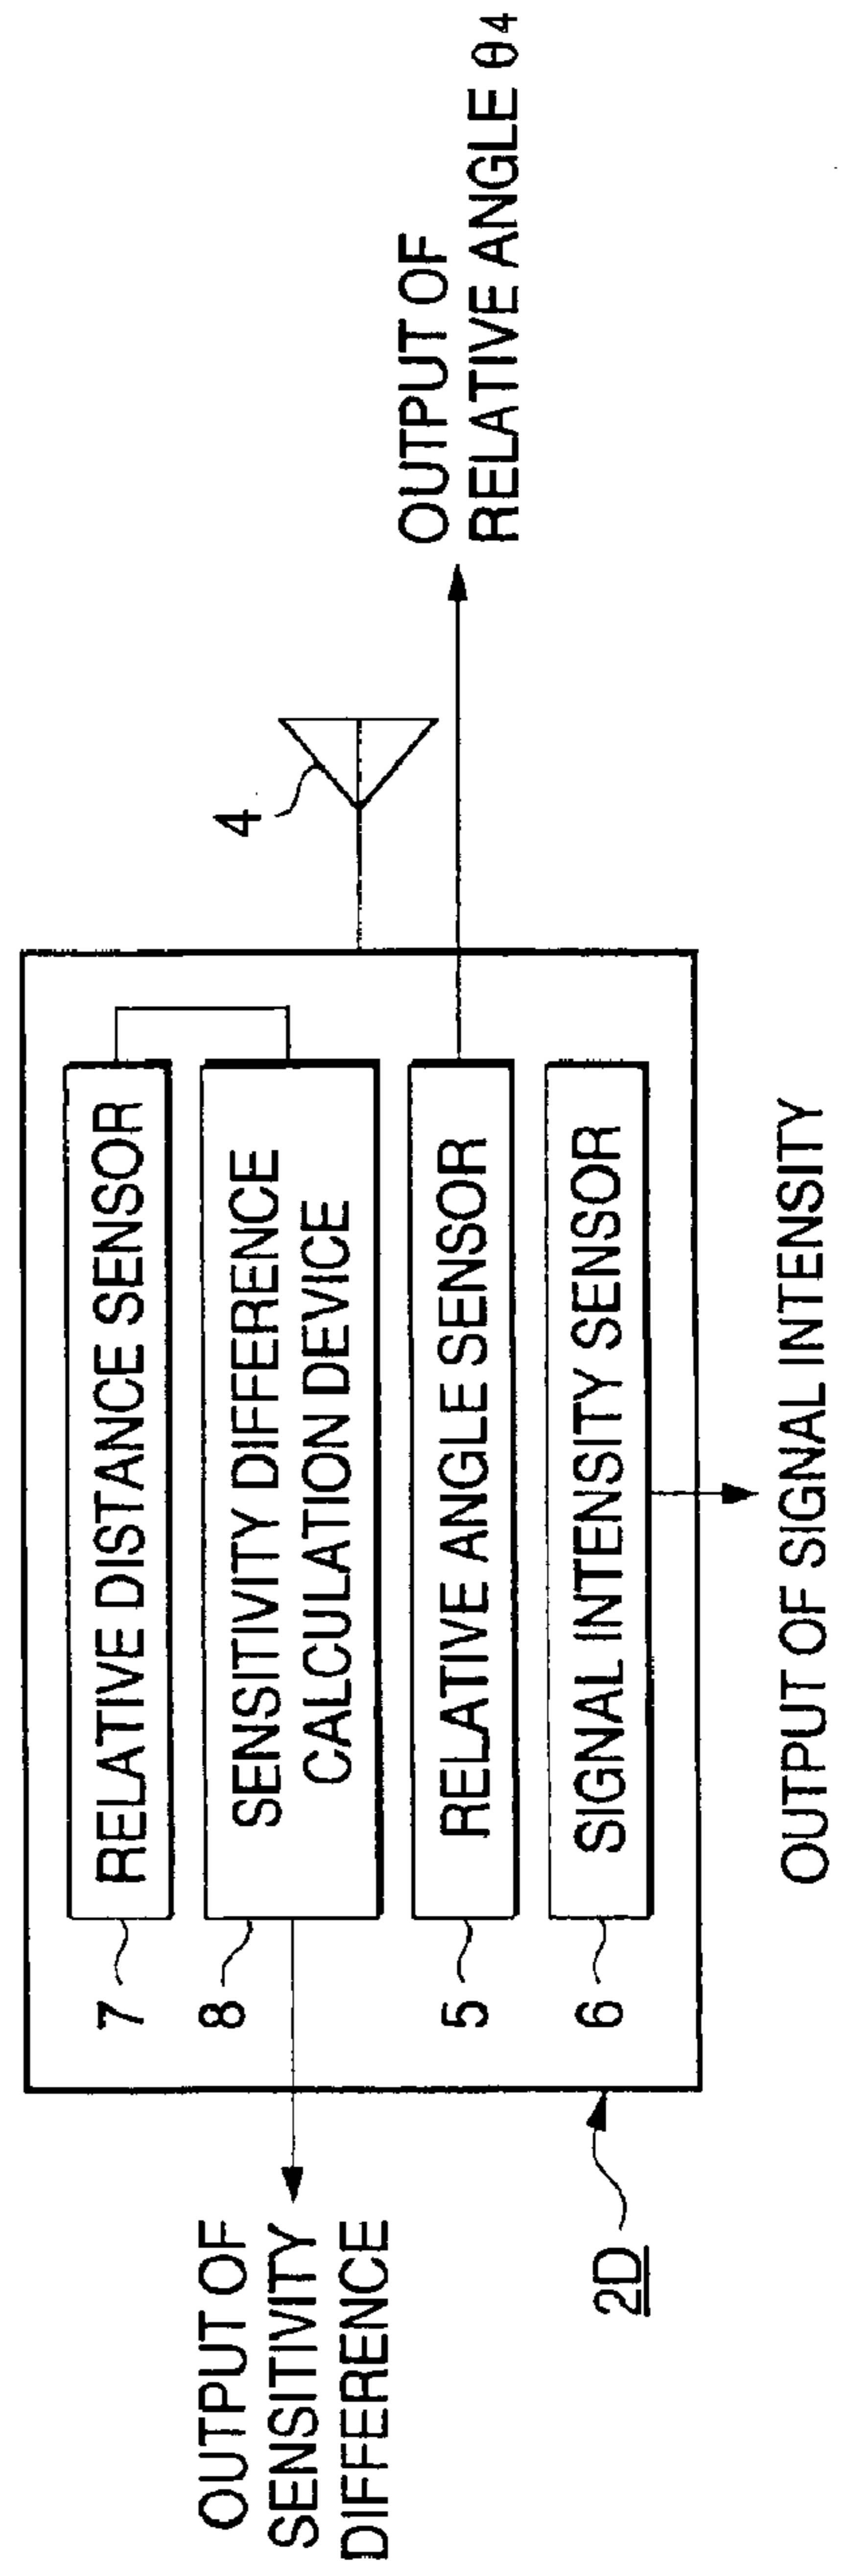 OUTPUT OF
SENSITIVITY
DIFFERENCE
2D
7
RELATIVE DISTANCE SENSOR
8
SENSITIVITY DIFFERENCE
CALCULATION DEVICE
5
RELATIVE ANGLE SENSOR
6
SIGNAL INTENSITY SENSOR
4
OUTPUT OF
RELATIVE ANGLE θ4
OUTPUT OF SIGNAL INTENSITY